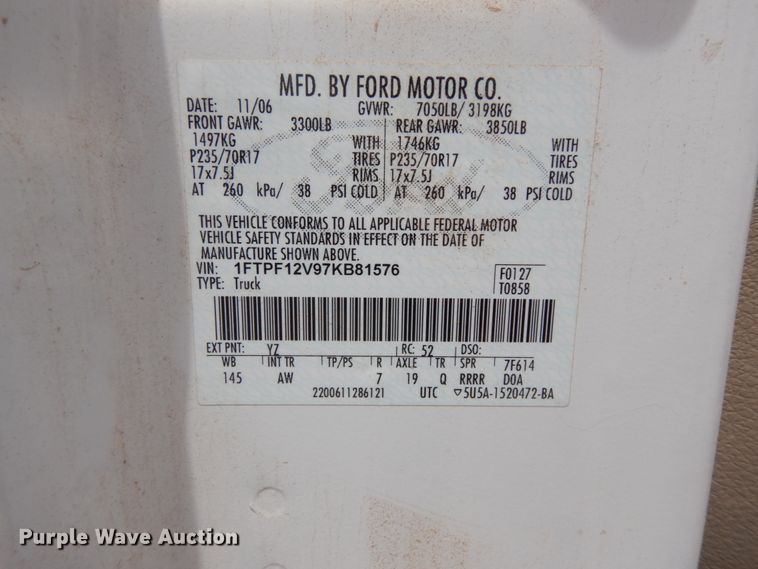 MFD. BY FORD MOTOR CO.
DATE: 11/06 GVWR: 7050LB/ 3198KG
FRONT GAWR: 3300LB REAR GAWR: 3850LB
1497KG WITH 1746KG WITH
P235/70R17 TIRES P235/70R17 TIRES
17x7.5J RIMS 17x7.5J RIMS
AT 260 kPa/ 38 PSI COLD AT 260 kPa/ 38 PSI COLD
THIS VEHICLE CONFORMS TO ALL APPLICABLE FEDERAL MOTOR
VEHICLE SAFETY STANDARDS IN EFFECT ON THE DATE OF
MANUFACTURE SHOWN ABOVE.
VIN: 1FTPF12V97KB81576 F0127
TYPE: Truck T0858
EXT PNT: YZ RC: 52 DSO:
WB INT TR TP/PS R AXLE TR SPR 7F614
145 AW 7 19 Q RRRR DOA
2200611286121 UTC ▽5U5A-1520472-BA
Purple Wave Auction